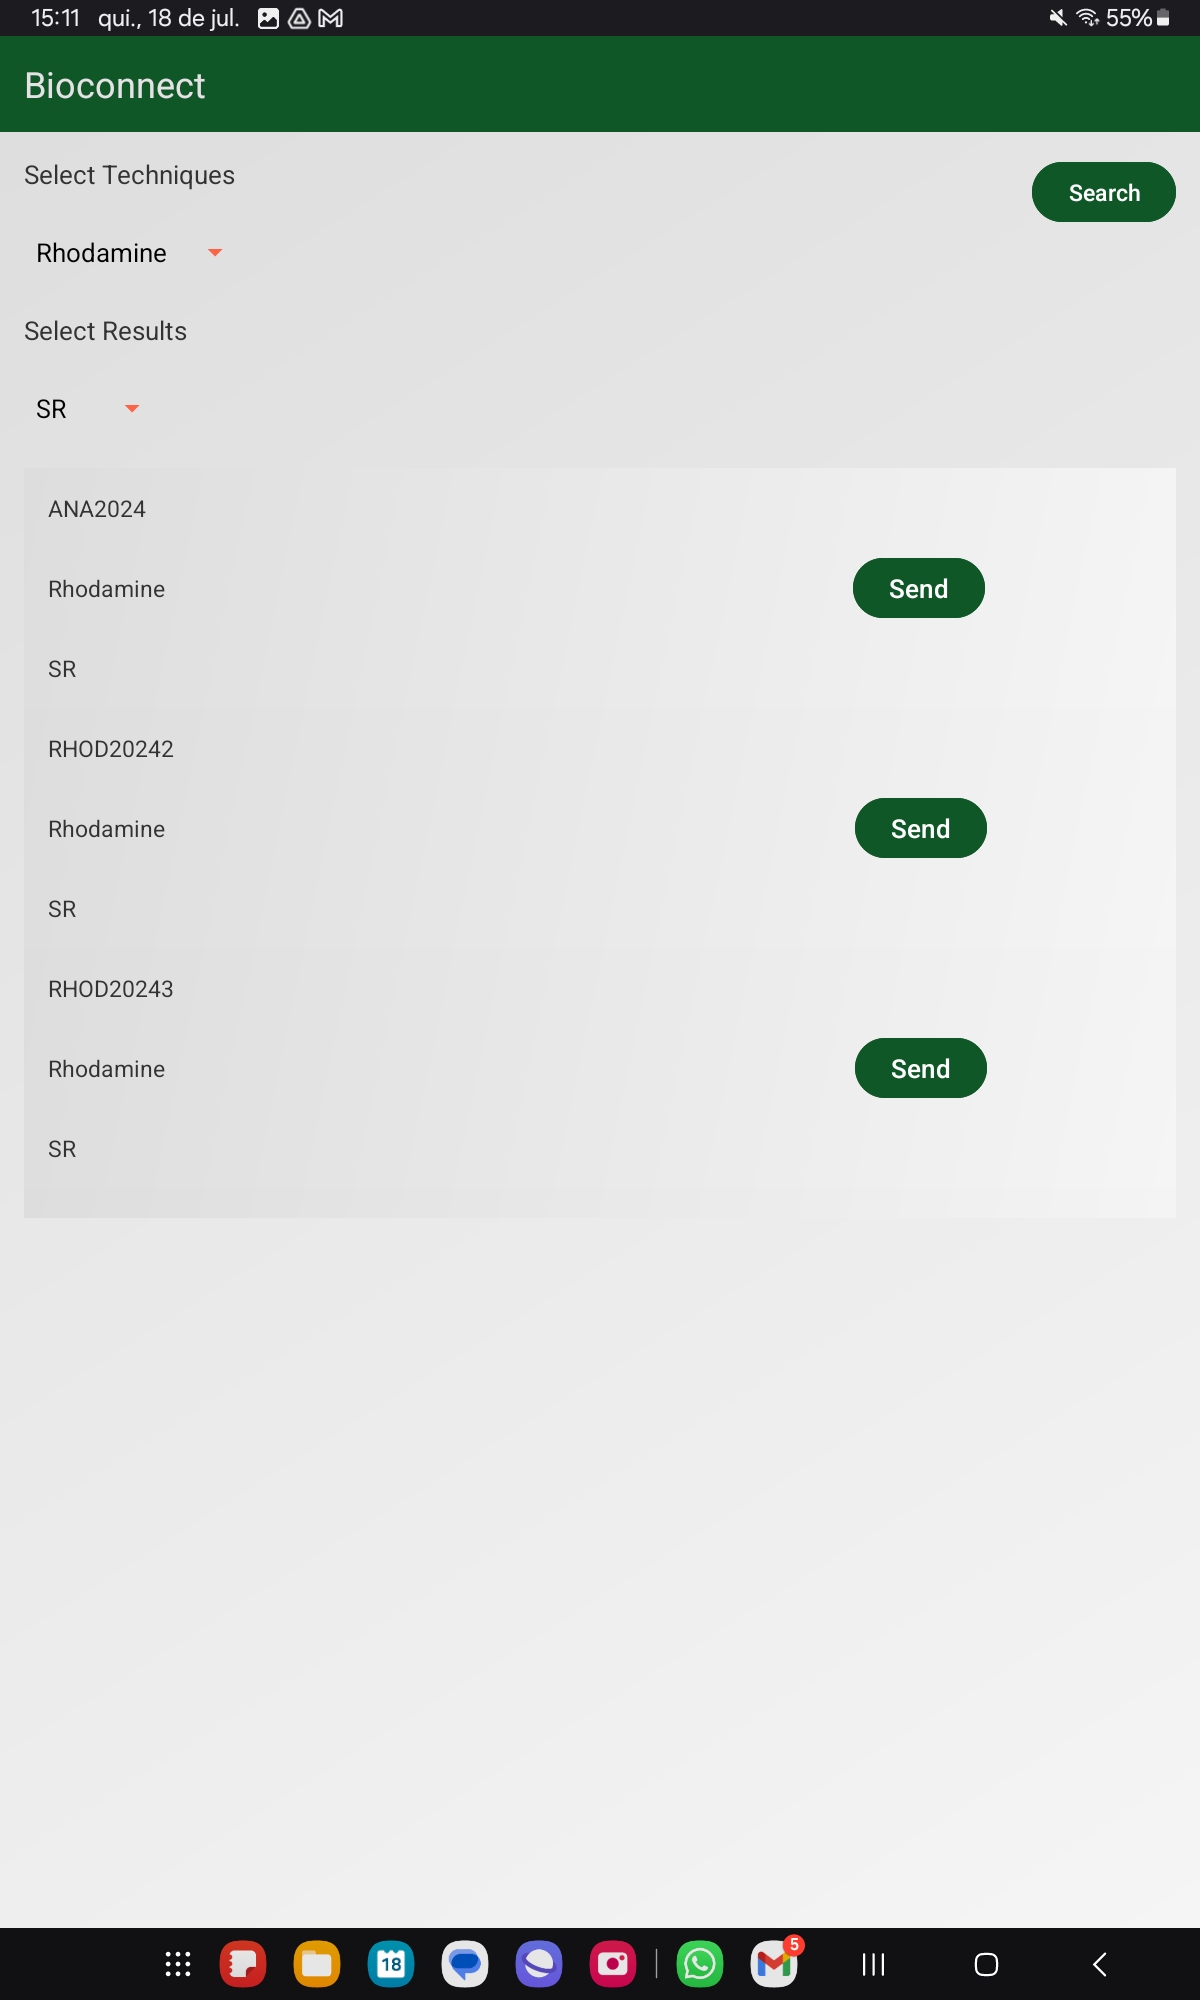 15:11 qui., 18 de jul. 55%
Bioconnect
Select Techniques
Search
Rhodamine
Select Results
SR
ANA2024
Rhodamine
Send
SR
RHOD20242
Rhodamine
Send
SR
RHOD20243
Rhodamine
Send
SR
18
5